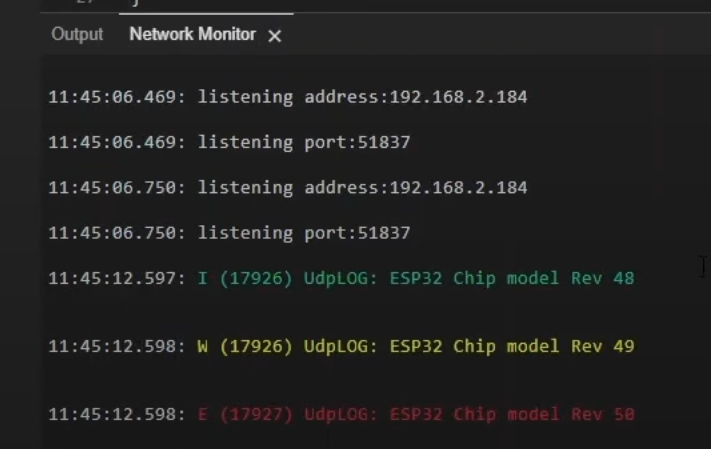 Output Network Monitor ×
11:45:06.469: listening address:192.168.2.184
11:45:06.469: listening port:51837
11:45:06.750: listening address:192.168.2.184
11:45:06.750: listening port:51837
11:45:12.597: I (17926) UdpLOG: ESP32 Chip model Rev 48
11:45:12.598: W (17926) UdpLOG: ESP32 Chip model Rev 49
11:45:12.598: E (17927) UdpLOG: ESP32 Chip model Rev 50